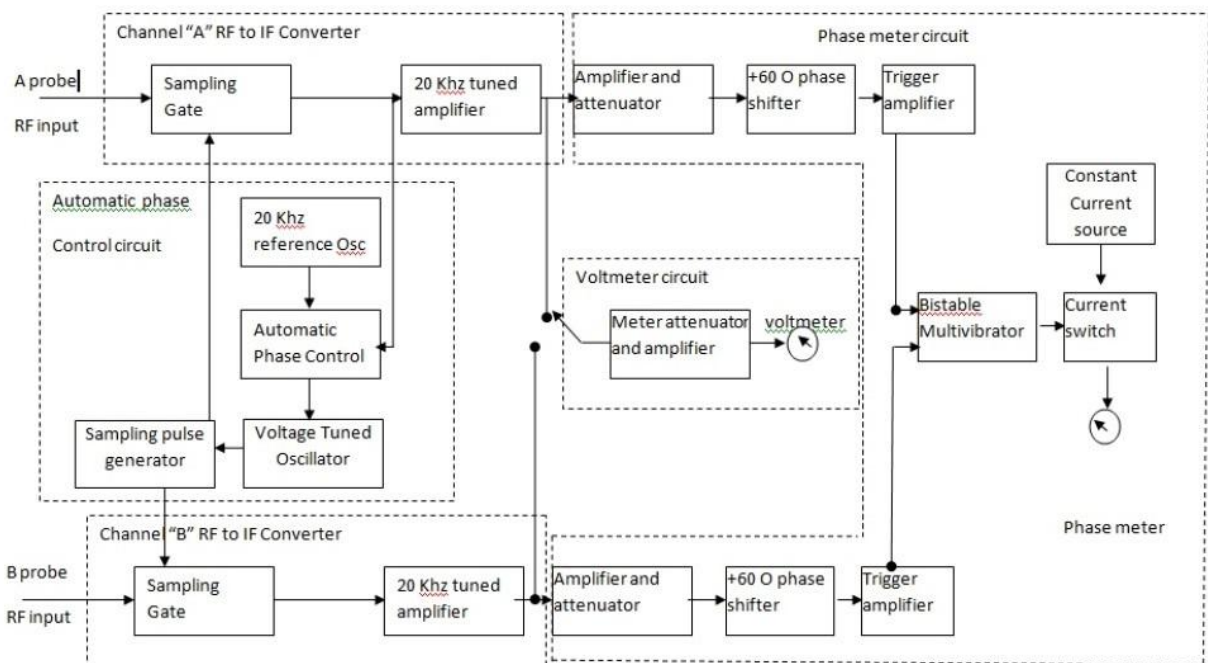 Channel "A" RF to IF Converter
Phase meter circuit
A probe
RF input
Sampling
Gate
20 Khz tuned
amplifier
Amplifier and
attenuator
+60 O phase
shifter
Trigger
amplifier
Automatic phase
Control circuit
20 Khz
reference Osc
Constant
Current
source
Voltmeter circuit
Automatic
Phase Control
Meter attenuator
and amplifier
voltmeter
Bistable
Multivibrator
Current
switch
Sampling pulse
generator
Voltage Tuned
Oscillator
Channel "B" RF to IF Converter
Phase meter
B probe
RF input
Sampling
Gate
20 Khz tuned
amplifier
Amplifier and
attenuator
+60 O phase
shifter
Trigger
amplifier